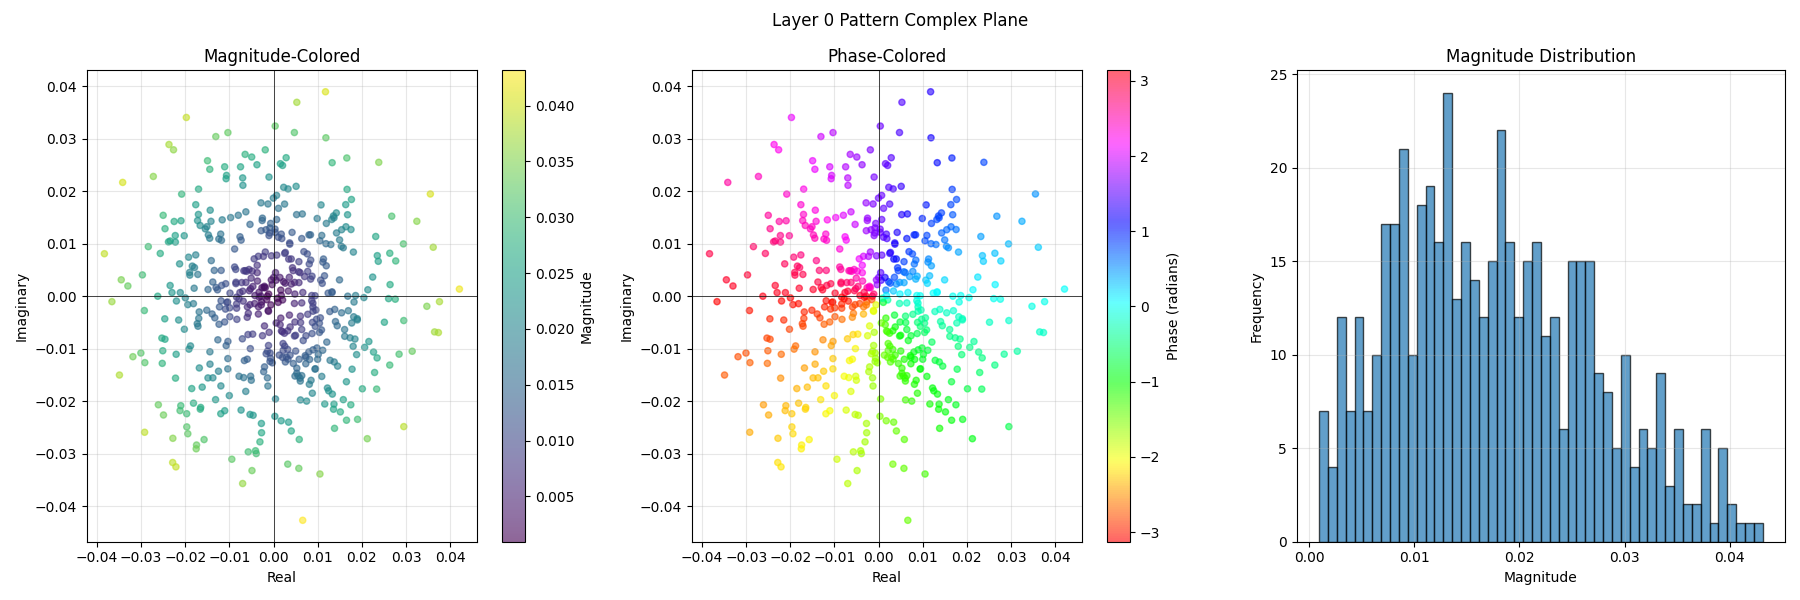 Layer 0 Pattern Complex Plane
Magnitude-Colored
0.04
0.03
0.02
0.01
0.00
−0.01
−0.02
−0.03
−0.04
Imaginary
−0.04 −0.03 −0.02 −0.01 0.00 0.01 0.02 0.03 0.04
Real
0.040
0.035
0.030
0.025
0.020
0.015
0.010
0.005
Magnitude
Phase-Colored
0.04
0.03
0.02
0.01
0.00
−0.01
−0.02
−0.03
−0.04
Imaginary
−0.04 −0.03 −0.02 −0.01 0.00 0.01 0.02 0.03 0.04
Real
3
2
1
0
−1
−2
−3
Phase (radians)
Magnitude Distribution
25
20
15
10
5
0
Frequency
0.00 0.01 0.02 0.03 0.04
Magnitude